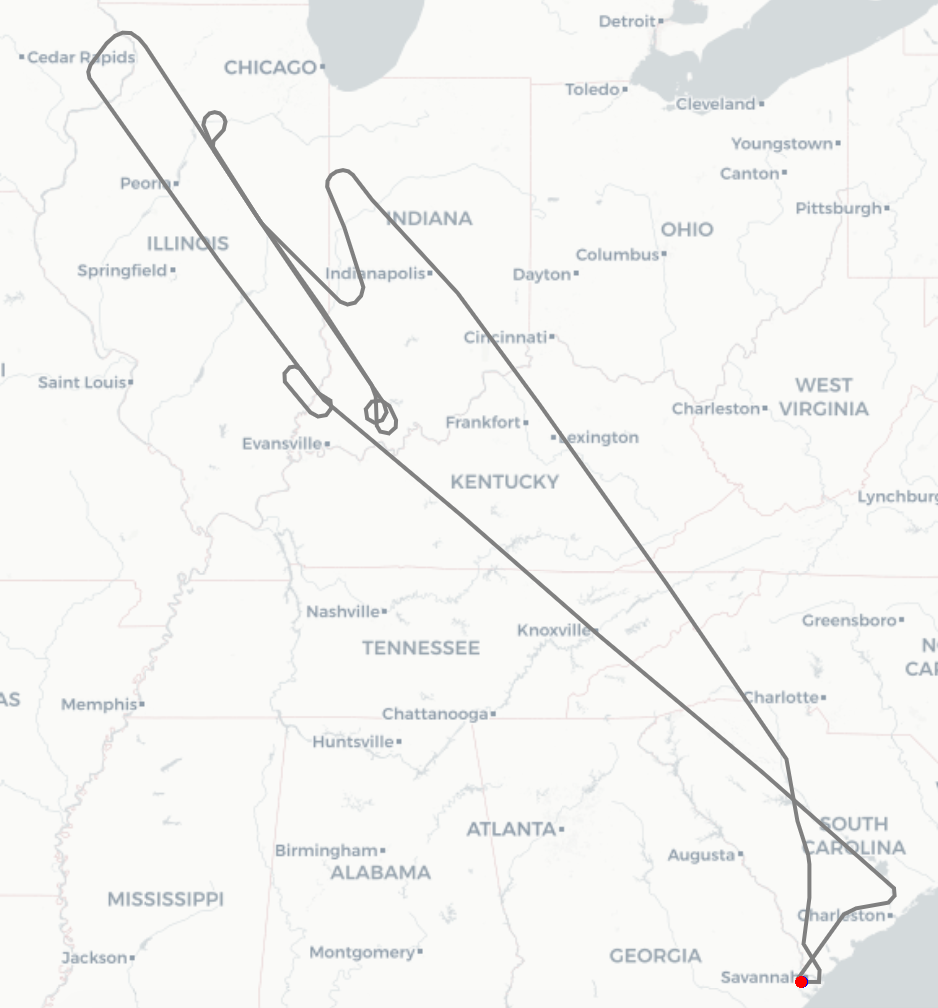 Detroit
Cedar Rapids
CHICAGO
Toledo
Cleveland
Youngstown
Canton
Peoria
Pittsburgh
INDIANA
OHIO
ILLINOIS
Columbus
Springfield
Indianapolis
Dayton
Cincinnati
Saint Louis
WEST
VIRGINIA
Charleston
Frankfort
Lexington
Evansville
KENTUCKY
Lynchburg
Nashville
Greensboro
Knoxville
TENNESSEE
N
CAR
AS
Charlotte
Memphis
Chattanooga
Huntsville
SOUTH
CAROLINA
ATLANTA
Birmingham
Augusta
ALABAMA
MISSISSIPPI
Charleston
Montgomery
GEORGIA
Jackson
Savannah